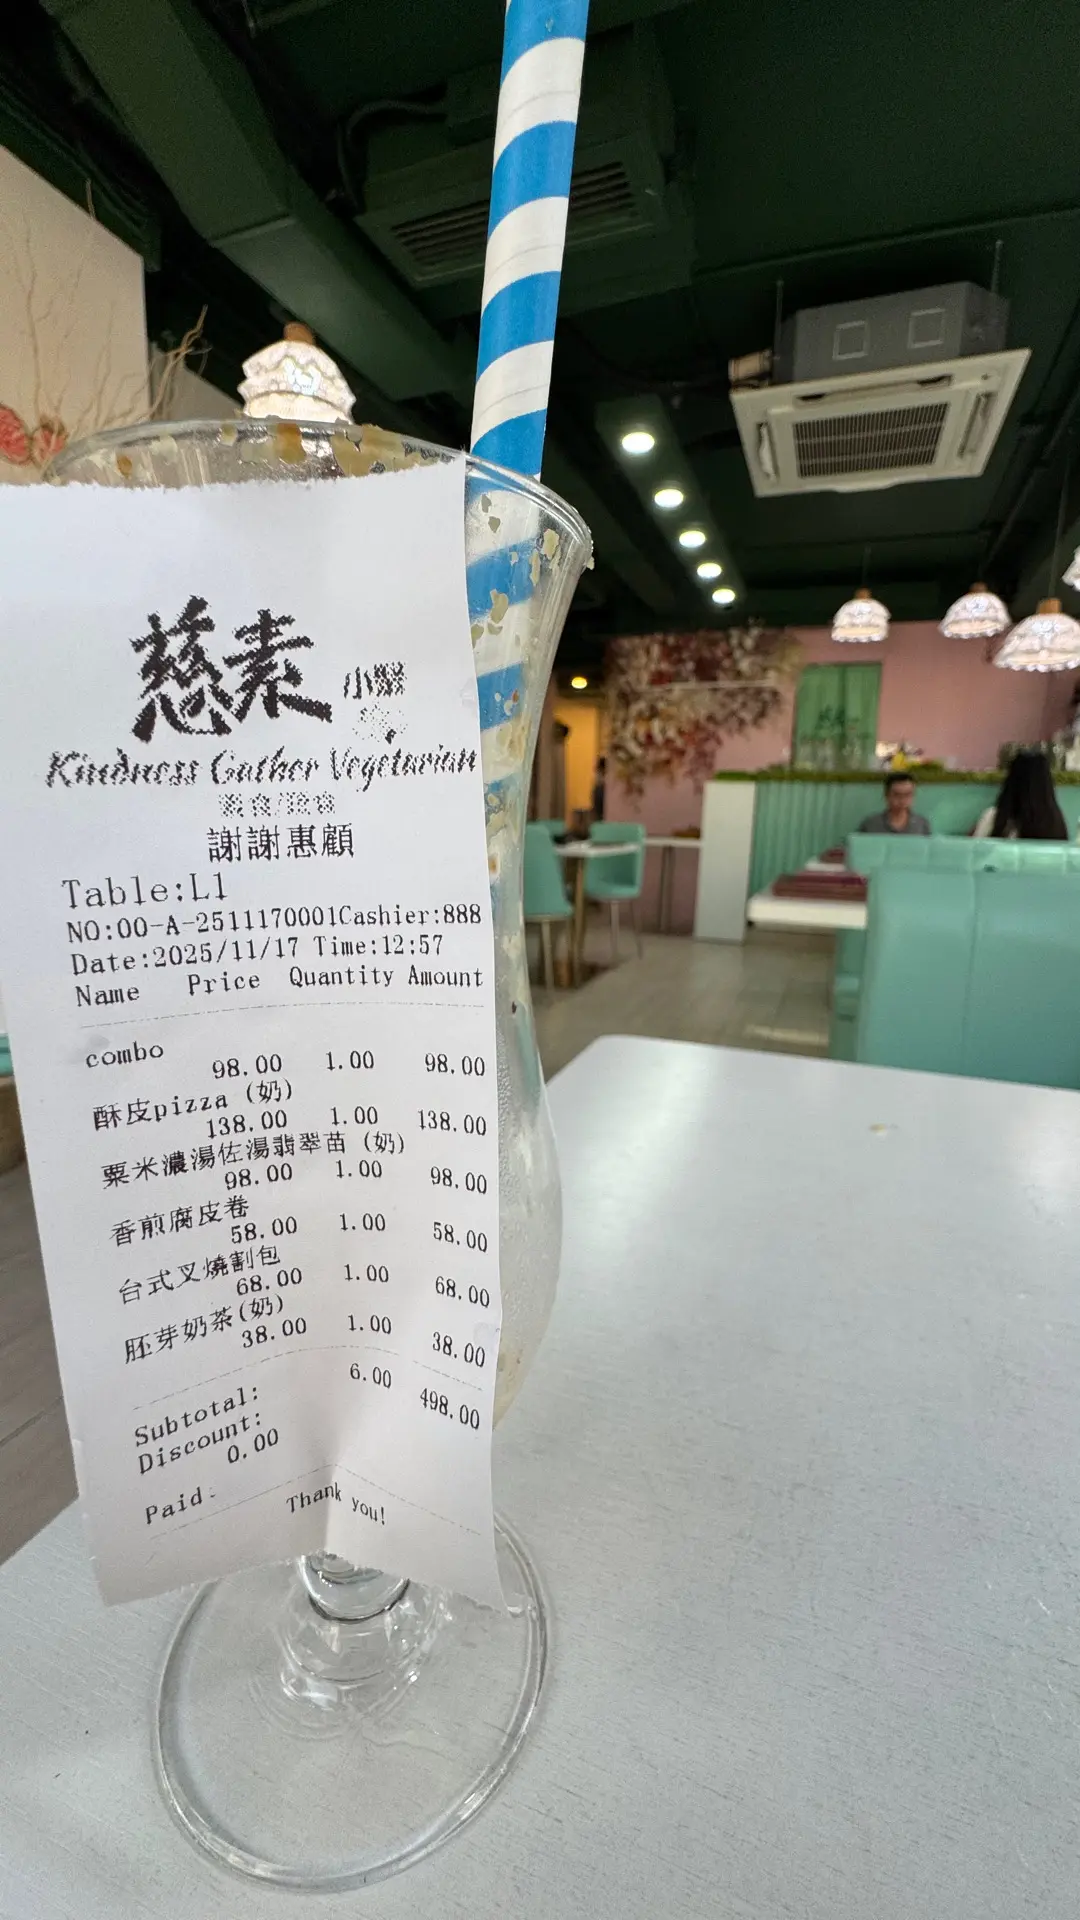 慈素
小聚
Kindness Gather Vegetarian
謝謝惠顧
Table:L1
NO:00-A-2511170001Cashier:888
Date:2025/11/17 Time:12:57
Name Price Quantity Amount
combo
98.00 1.00 98.00
酥皮pizza (奶)
138.00 1.00 138.00
粟米濃湯佐湯翡翠苗 (奶)
98.00 1.00 98.00
香煎腐皮卷
58.00 1.00 58.00
台式叉燒割包
68.00 1.00 68.00
胚芽奶茶(奶)
38.00 1.00 38.00
Subtotal: 6.00 498.00
Discount:
0.00
Paid:
Thank you!